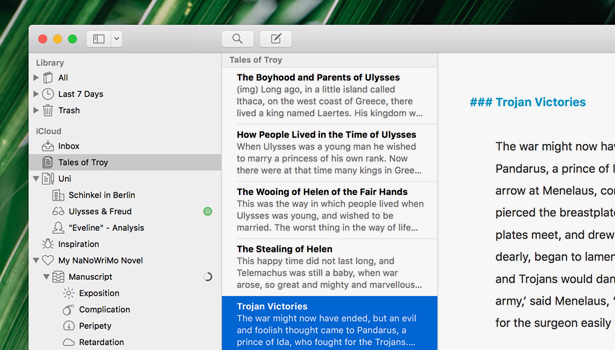 Library
All
Last 7 Days
Trash
iCloud
Inbox
Tales of Troy
Uni
Schinkel in Berlin
Ulysses & Freud
"Eveline" - Analysis
Inspiration
My NaNoWriMo Novel
Manuscript
Exposition
Complication
Peripety
Retardation
Tales of Troy
The Boyhood and Parents of Ulysses
(img) Long ago, in a little island called
Ithaca, on the west coast of Greece, there
lived a king named Laertes. His kingdom w...
How People Lived in the Time of Ulysses
When Ulysses was a young man he wished
to marry a princess of his own rank. Now
there were at that time many kings in Gree...
The Wooing of Helen of the Fair Hands
This was the way in which people lived when
Ulysses was young, and wished to be
married. The worst thing in the way of life...
The Stealing of Helen
This happy time did not last long, and
Telemachus was still a baby, when war
arose, so great and mighty and marvellous...
Trojan Victories
The war might now have ended, but an evil
and foolish thought came to Pandarus, a
prince of Ida, who fought for the Trojans....
### Trojan Victories
The war might now hav
Pandarus, a prince of I
arrow at Menelaus, co
pierced the breastplate
plates meet, and drew
dearly, began to lamen
and Trojans would dan
army,' said Menelaus, '
for the surgeon easily